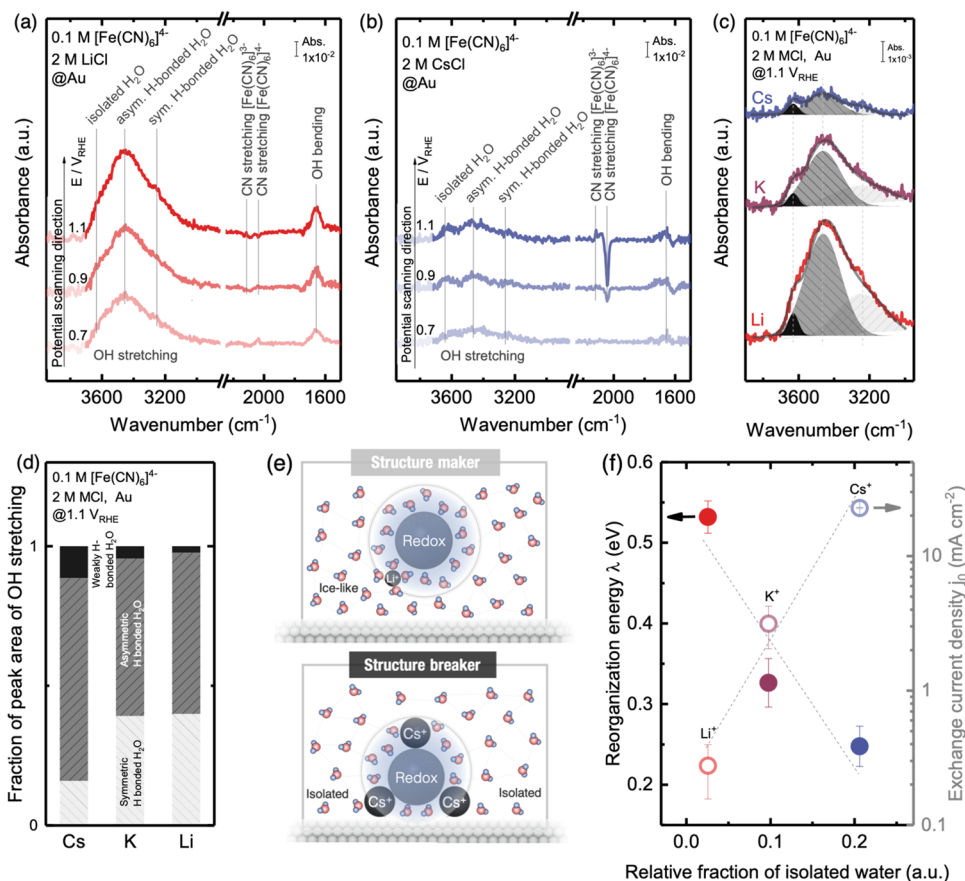 (a)
0.1 M [Fe(CN)6]4-
2 M LiCl
@Au
Abs.
1x10-2
isolated H2O
asym. H-bonded H2O
sym. H-bonded H2O
CN stretching [Fe(CN)6]3-
CN stretching [Fe(CN)6]4-
OH bending
E / VRHE
Potential scanning direction
1.1
0.9
0.7
OH stretching
Absorbance (a.u.)
3600 3200 2000 1600
Wavenumber (cm-1)
(b)
0.1 M [Fe(CN)6]4-
2 M CsCl
@Au
Abs.
1x10-2
isolated H2O
asym. H-bonded H2O
sym. H-bonded H2O
CN stretching [Fe(CN)6]3-
CN stretching [Fe(CN)6]4-
OH bending
E / VRHE
Potential scanning direction
1.1
0.9
0.7
OH stretching
Absorbance (a.u.)
3600 3200 2000 1600
Wavenumber (cm-1)
(c)
0.1 M [Fe(CN)6]4-
2 M MCl, Au
@1.1 VRHE
Abs.
1x10-3
Cs
K
Li
Absorbance (a.u.)
3600 3200
Wavenumber (cm-1)
(d)
0.1 M [Fe(CN)6]4-
2 M MCl, Au
@1.1 VRHE
Weakly H-
bonded H2O
Asymmetric
H bonded H2O
Symmetric
H bonded H2O
Fraction of peak area of OH stretching
1
0
Cs K Li
(e)
Structure maker
Redox
Li+
Ice-like
Structure breaker
Cs+
Redox
Isolated
Isolated
Cs+
Cs+
(f)
Reorganization energy λ (eV)
0.6
0.5
0.4
0.3
0.2
Cs+
K+
Li+
10
1
0.1
Exchange current density j0 (mA cm-2)
0.0 0.1 0.2
Relative fraction of isolated water (a.u.)